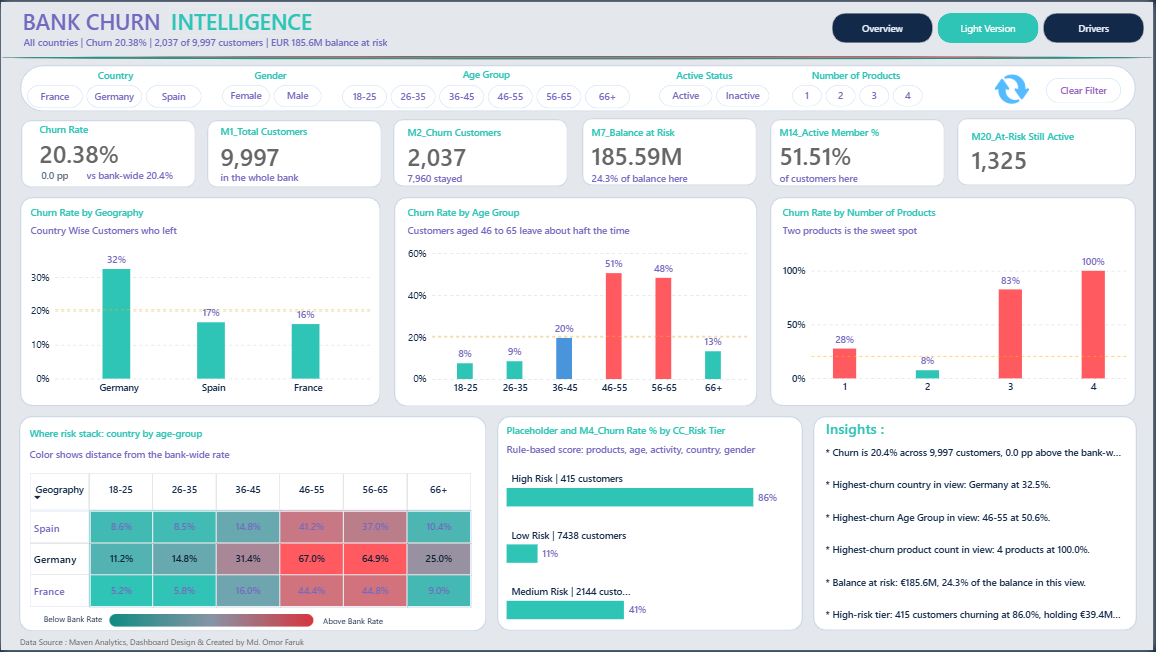 BANK CHURN INTELLIGENCE
All countries | Churn 20.38% | 2,037 of 9,997 customers | EUR 185.6M balance at risk
Overview
Light Version
Drivers
Country
Gender
Age Group
Active Status
Number of Products
France
Germany
Spain
Female
Male
18-25
26-35
36-45
46-55
56-65
66+
Active
Inactive
1
2
3
4
Clear Filter
Churn Rate
20.38%
0.0 pp vs bank-wide 20.4%
M1_Total Customers
9,997
in the whole bank
M2_Churn Customers
2,037
7,960 stayed
M7_Balance at Risk
185.59M
24.3% of balance here
M14_Active Member %
51.51%
of customers here
M20_At-Risk Still Active
1,325
Churn Rate by Geography
Country Wise Customers who left
30%
20%
10%
0%
32%
17%
16%
Germany
Spain
France
Churn Rate by Age Group
Customers aged 46 to 65 leave about haft the time
60%
40%
20%
0%
8%
9%
20%
51%
48%
13%
18-25
26-35
36-45
46-55
56-65
66+
Churn Rate by Number of Products
Two products is the sweet spot
100%
50%
0%
28%
8%
83%
100%
1
2
3
4
Where risk stack: country by age-group
Color shows distance from the bank-wide rate
Geography 18-25 26-35 36-45 46-55 56-65 66+
Spain 8.6% 8.5% 14.8% 41.2% 37.0% 10.4%
Germany 11.2% 14.8% 31.4% 67.0% 64.9% 25.0%
France 5.2% 5.8% 16.0% 44.4% 44.8% 9.0%
Below Bank Rate
Above Bank Rate
Placeholder and M4_Churn Rate % by CC_Risk Tier
Rule-based score: products, age, activity, country, gender
High Risk | 415 customers
86%
Low Risk | 7438 customers
11%
Medium Risk | 2144 custo...
41%
Insights :
* Churn is 20.4% across 9,997 customers, 0.0 pp above the bank-w...
* Highest-churn country in view: Germany at 32.5%.
* Highest-churn Age Group in view: 46-55 at 50.6%.
* Highest-churn product count in view: 4 products at 100.0%.
* Balance at risk: €185.6M, 24.3% of the balance in this view.
* High-risk tier: 415 customers churning at 86.0%, holding €39.4M...
Data Source : Maven Analytics, Dashboard Design & Created by Md. Omor Faruk